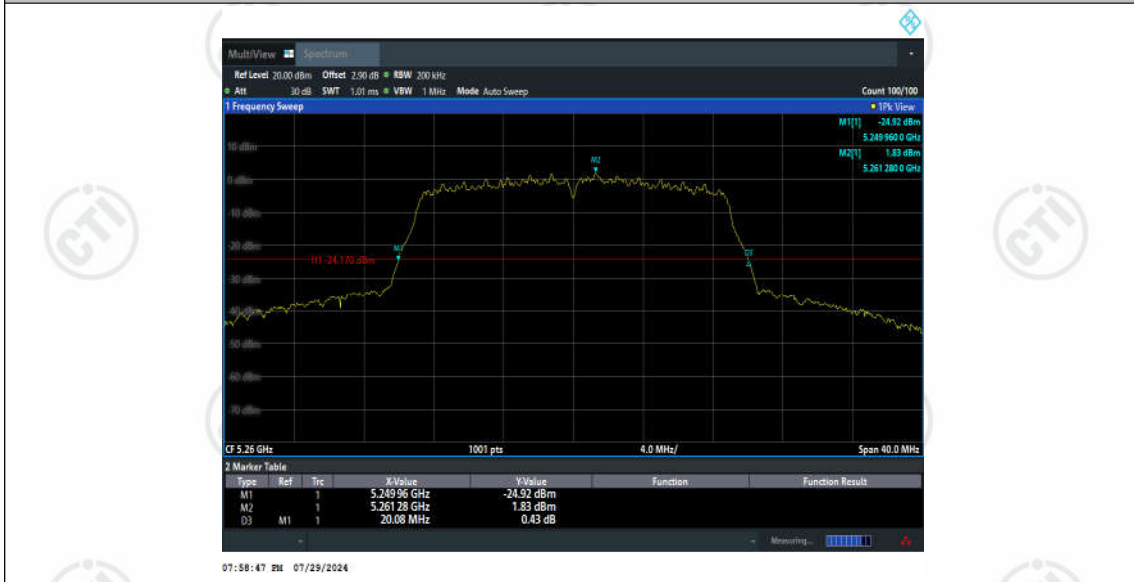 MultiView Spectrum
Ref Level 20.00 dBm Offset 2.90 dB RBW 200 kHz
Att 30 dB SWT 1.01 ms VBW 1 MHz Mode Auto Sweep Count 100/100
1 Frequency Sweep 1Pk View
M1[1] -24.92 dBm
5.249 960 0 GHz
M2[1] 1.83 dBm
5.261 280 0 GHz
10 dBm
M2
0 dBm
-10 dBm
-20 dBm
M1
D3
H1 -24.170 dBm
-30 dBm
-40 dBm
-50 dBm
-60 dBm
-70 dBm
CF 5.26 GHz 1001 pts 4.0 MHz/ Span 40.0 MHz
2 Marker Table
Type Ref Trc X-Value Y-Value Function Function Result
M1 1 5.249 96 GHz -24.92 dBm
M2 1 5.261 28 GHz 1.83 dBm
D3 M1 1 20.08 MHz 0.43 dB
Measuring...
07:58:47 PM 07/29/2024
CTI
CTI